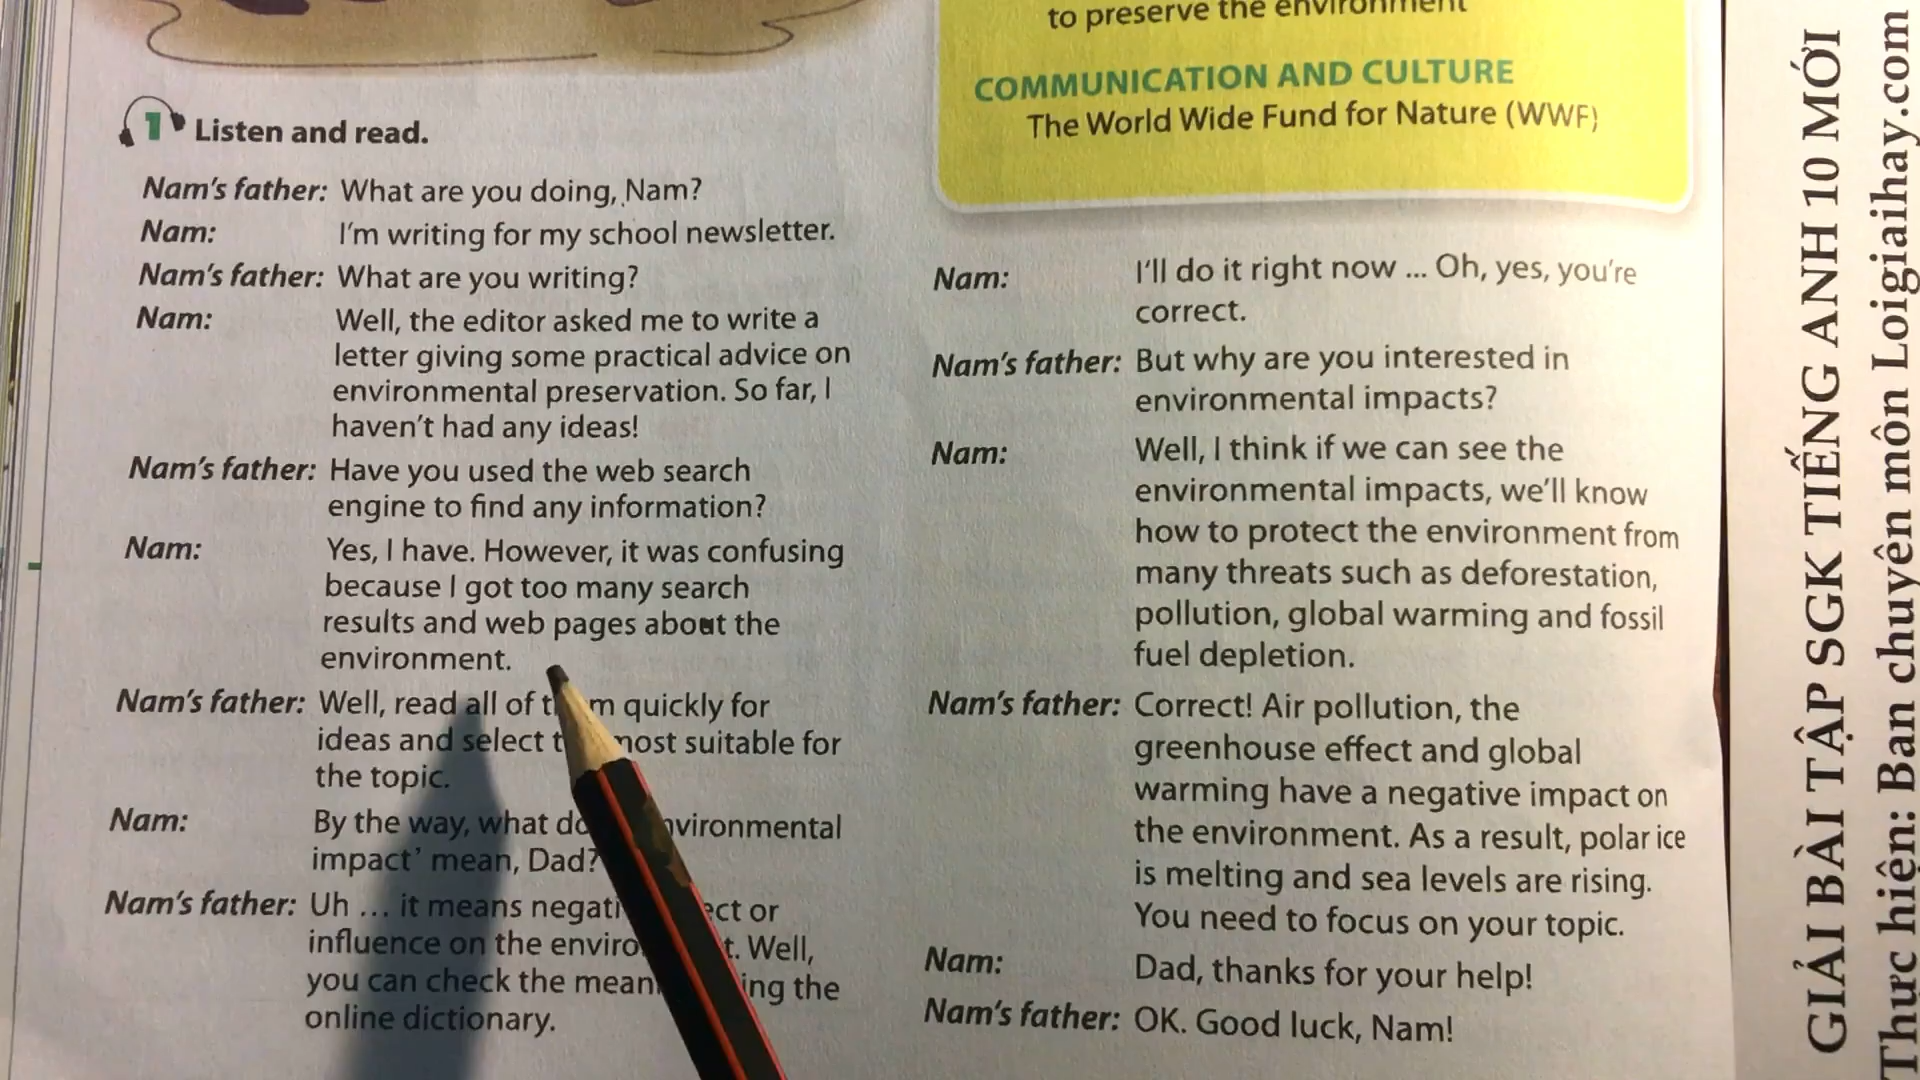 to preserve the environment
COMMUNICATION AND CULTURE
The World Wide Fund for Nature (WWF)
1 Listen and read.
Nam's father: What are you doing, Nam?
Nam: I'm writing for my school newsletter.
Nam's father: What are you writing?
Nam: Well, the editor asked me to write a
letter giving some practical advice on
environmental preservation. So far, I
haven't had any ideas!
Nam's father: Have you used the web search
engine to find any information?
Nam: Yes, I have. However, it was confusing
because I got too many search
results and web pages about the
environment.
Nam's father: Well, read all of quickly for
ideas and select most suitable for
the topic.
Nam: By the way, what environmental
impact' mean, Dad?
Nam's father: Uh ... it means or
influence on the Well,
you can check the the
online dictionary.
Nam: I'll do it right now ... Oh, yes, you're
correct.
Nam's father: But why are you interested in
environmental impacts?
Nam: Well, I think if we can see the
environmental impacts, we'll know
how to protect the environment from
many threats such as deforestation,
pollution, global warming and fossil
fuel depletion.
Nam's father: Correct! Air pollution, the
greenhouse effect and global
warming have a negative impact on
the environment. As a result, polar ice
is melting and sea levels are rising.
You need to focus on your topic.
Nam: Dad, thanks for your help!
Nam's father: OK. Good luck, Nam!
GIẢI BÀI TẬP SGK TIẾNG ANH 10 MỚI
Thực hiện: Ban chuyên môn Loigiaihay.com